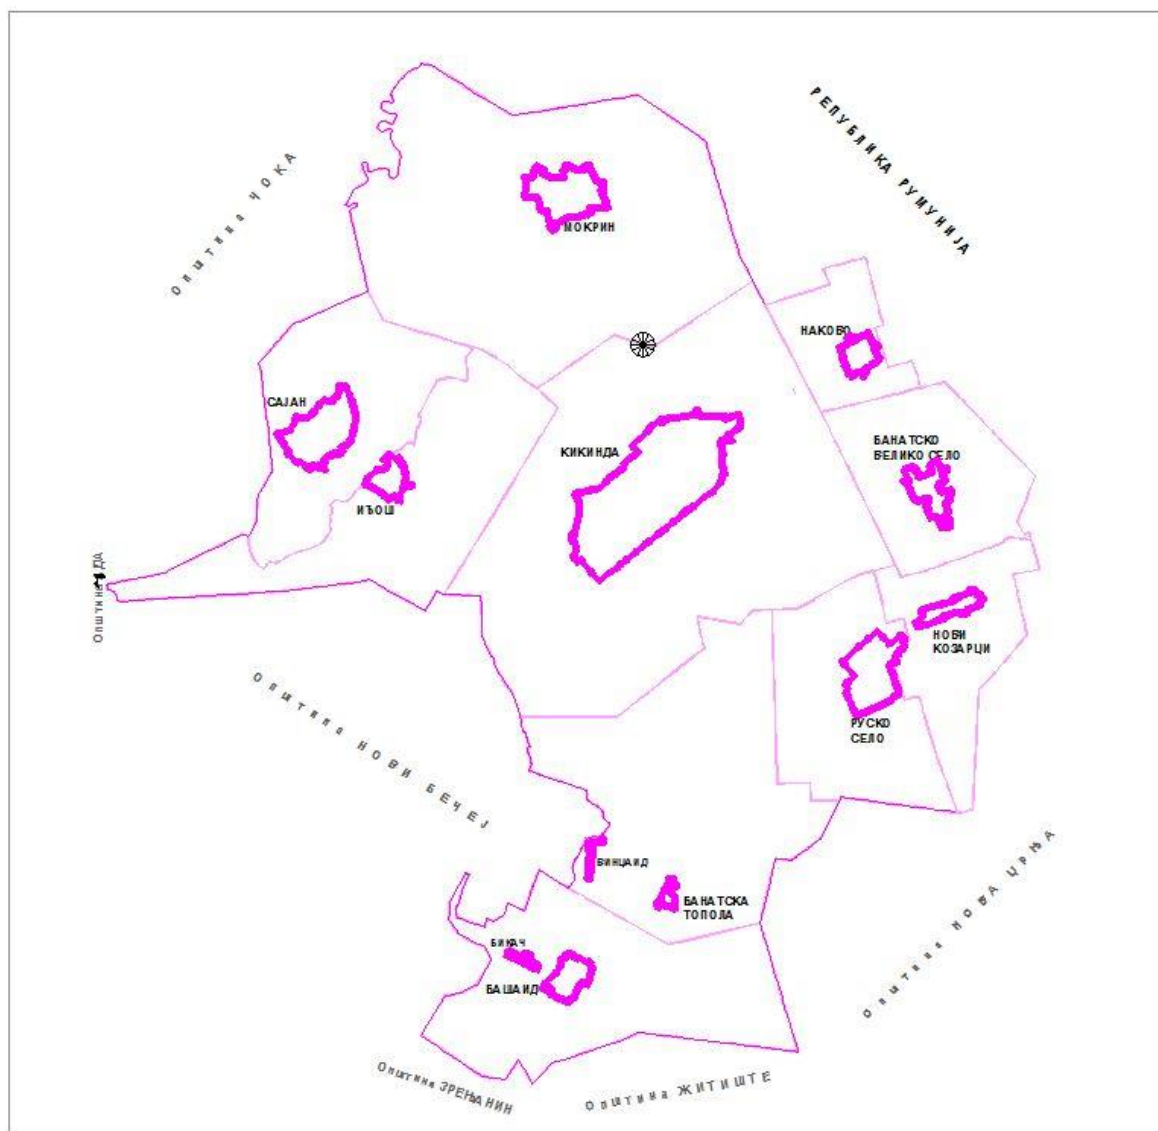 РЕПУБЛИКА РУМУНИЈА
Општина ЧОКА
МОКРИН
НАКОВО
САЈАН
БАНАТСКО
ВЕЛИКО СЕЛО
КИКИНДА
ИЂОШ
НОВИ
КОЗАРЦИ
Општина НОВИ БЕЧЕЈ
РУСКО
СЕЛО
ВИНЦАИД
БАНАТСКА
ТОПОЛА
Општина НОВА ЦРЊА
БИКАЧ
БАШАИД
Општина ЗРЕЊАНИН
Општина ЖИТИШТЕ